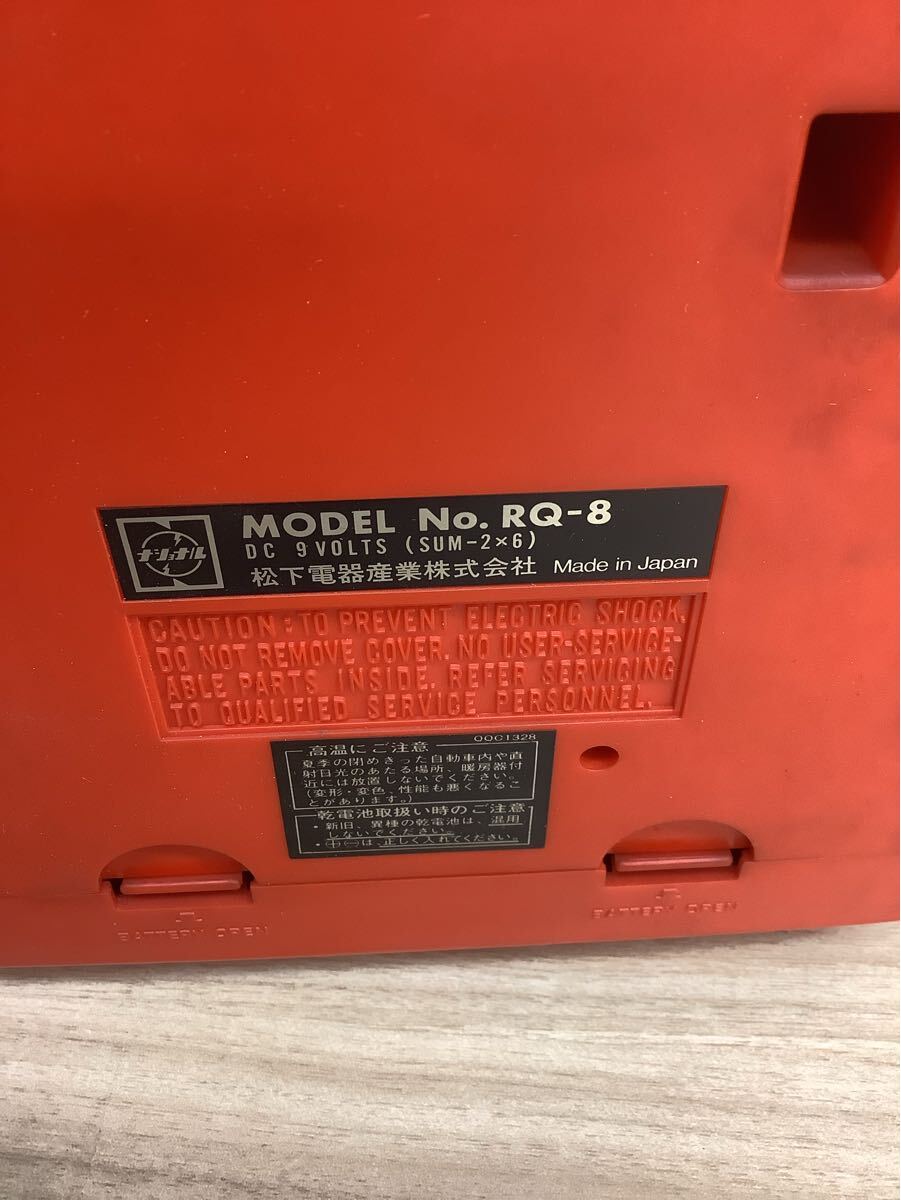 ナショナル
MODEL No. RQ-8
DC 9VOLTS (SUM-2×6)
松下電器産業株式会社 Made in Japan
CAUTION: TO PREVENT ELECTRIC SHOCK,
DO NOT REMOVE COVER. NO USER-SERVICE-
ABLE PARTS INSIDE. REFER SERVICING
TO QUALIFIED SERVICE PERSONNEL.
OOC1328
高温にご注意
夏季の閉めきった自動車内や直
射日光のあたる場所、暖房器付
近には放置しないでください。
(変形・変色、性能も悪くなるこ
とがあります。)
乾電池取扱い時のご注意
・新旧、異種の乾電池は、混用
しないでください。
・⊕⊖は正しく入れてください。
BATTERY OPEN
BATTERY OPEN